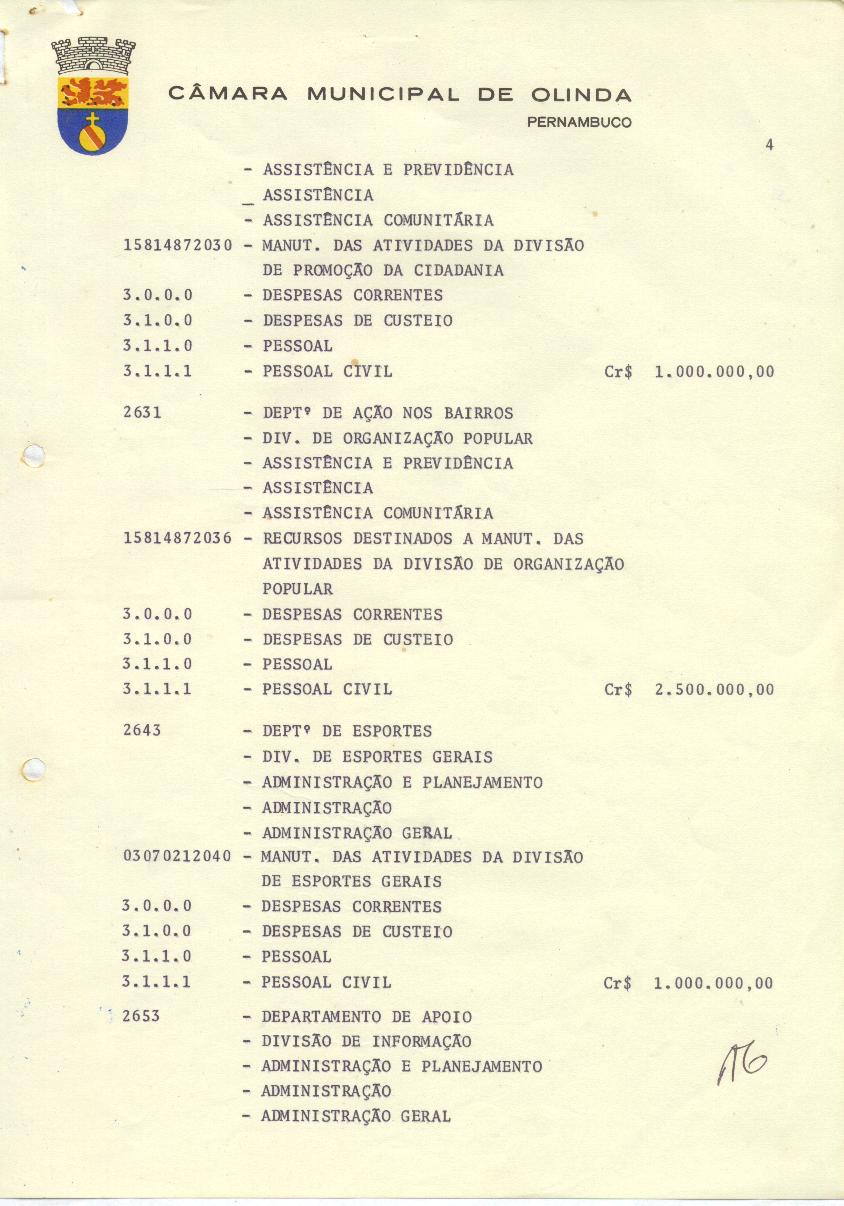 CÂMARA MUNICIPAL DE OLINDA
PERNAMBUCO
4
- ASSISTÊNCIA E PREVIDÊNCIA
_ ASSISTÊNCIA
- ASSISTÊNCIA COMUNITÁRIA
15814872030 - MANUT. DAS ATIVIDADES DA DIVISÃO
DE PROMOÇÃO DA CIDADANIA
3.0.0.0 - DESPESAS CORRENTES
3.1.0.0 - DESPESAS DE CUSTEIO
3.1.1.0 - PESSOAL
3.1.1.1 - PESSOAL CIVIL Cr$ 1.000.000,00
2631 - DEPTº DE AÇÃO NOS BAIRROS
- DIV. DE ORGANIZAÇÃO POPULAR
- ASSISTÊNCIA E PREVIDÊNCIA
- ASSISTÊNCIA
- ASSISTÊNCIA COMUNITÁRIA
15814872036 - RECURSOS DESTINADOS A MANUT. DAS
ATIVIDADES DA DIVISÃO DE ORGANIZAÇÃO
POPULAR
3.0.0.0 - DESPESAS CORRENTES
3.1.0.0 - DESPESAS DE CUSTEIO
3.1.1.0 - PESSOAL
3.1.1.1 - PESSOAL CIVIL Cr$ 2.500.000,00
2643 - DEPTº DE ESPORTES
- DIV. DE ESPORTES GERAIS
- ADMINISTRAÇÃO E PLANEJAMENTO
- ADMINISTRAÇÃO
- ADMINISTRAÇÃO GERAL
03070212040 - MANUT. DAS ATIVIDADES DA DIVISÃO
DE ESPORTES GERAIS
3.0.0.0 - DESPESAS CORRENTES
3.1.0.0 - DESPESAS DE CUSTEIO
3.1.1.0 - PESSOAL
3.1.1.1 - PESSOAL CIVIL Cr$ 1.000.000,00
2653 - DEPARTAMENTO DE APOIO
- DIVISÃO DE INFORMAÇÃO
- ADMINISTRAÇÃO E PLANEJAMENTO
- ADMINISTRAÇÃO
- ADMINISTRAÇÃO GERAL